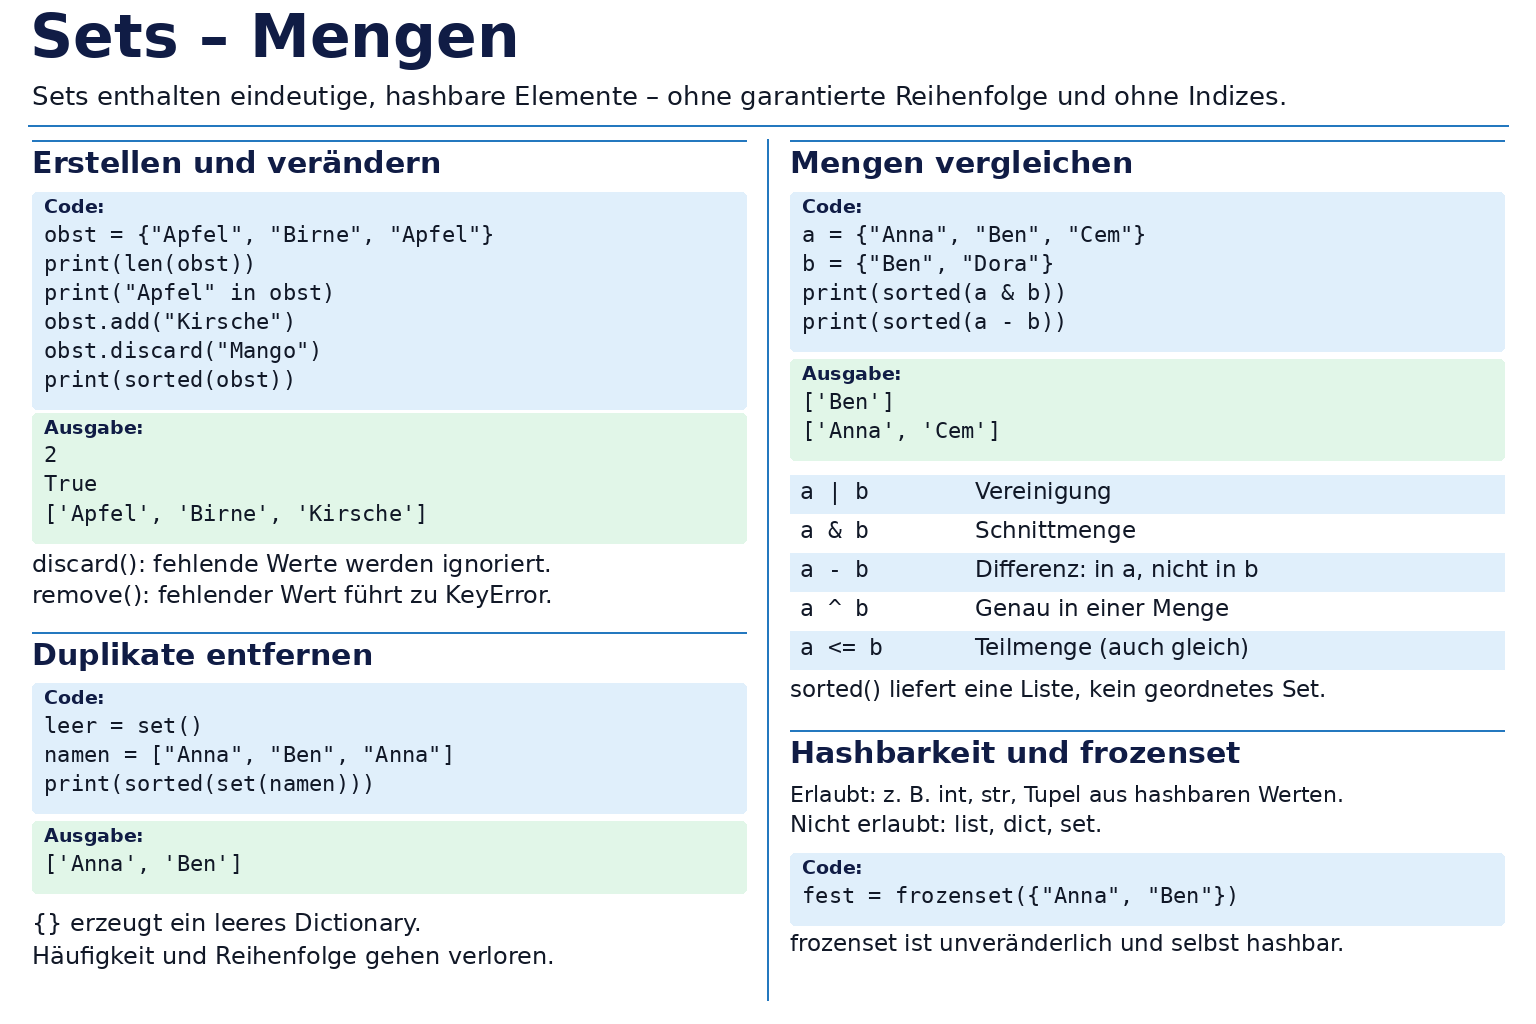 Sets – Mengen
Sets enthalten eindeutige, hashbare Elemente – ohne garantierte Reihenfolge und ohne Indizes.
Erstellen und verändern
Code:
obst = {"Apfel", "Birne", "Apfel"}
print(len(obst))
print("Apfel" in obst)
obst.add("Kirsche")
obst.discard("Mango")
print(sorted(obst))
Ausgabe:
2
True
['Apfel', 'Birne', 'Kirsche']
discard(): fehlende Werte werden ignoriert.
remove(): fehlender Wert führt zu KeyError.
Duplikate entfernen
Code:
leer = set()
namen = ["Anna", "Ben", "Anna"]
print(sorted(set(namen)))
Ausgabe:
['Anna', 'Ben']
{} erzeugt ein leeres Dictionary.
Häufigkeit und Reihenfolge gehen verloren.
Mengen vergleichen
Code:
a = {"Anna", "Ben", "Cem"}
b = {"Ben", "Dora"}
print(sorted(a & b))
print(sorted(a - b))
Ausgabe:
['Ben']
['Anna', 'Cem']
a | b Vereinigung
a & b Schnittmenge
a - b Differenz: in a, nicht in b
a ^ b Genau in einer Menge
a <= b Teilmenge (auch gleich)
sorted() liefert eine Liste, kein geordnetes Set.
Hashbarkeit und frozenset
Erlaubt: z. B. int, str, Tupel aus hashbaren Werten.
Nicht erlaubt: list, dict, set.
Code:
fest = frozenset({"Anna", "Ben"})
frozenset ist unveränderlich und selbst hashbar.